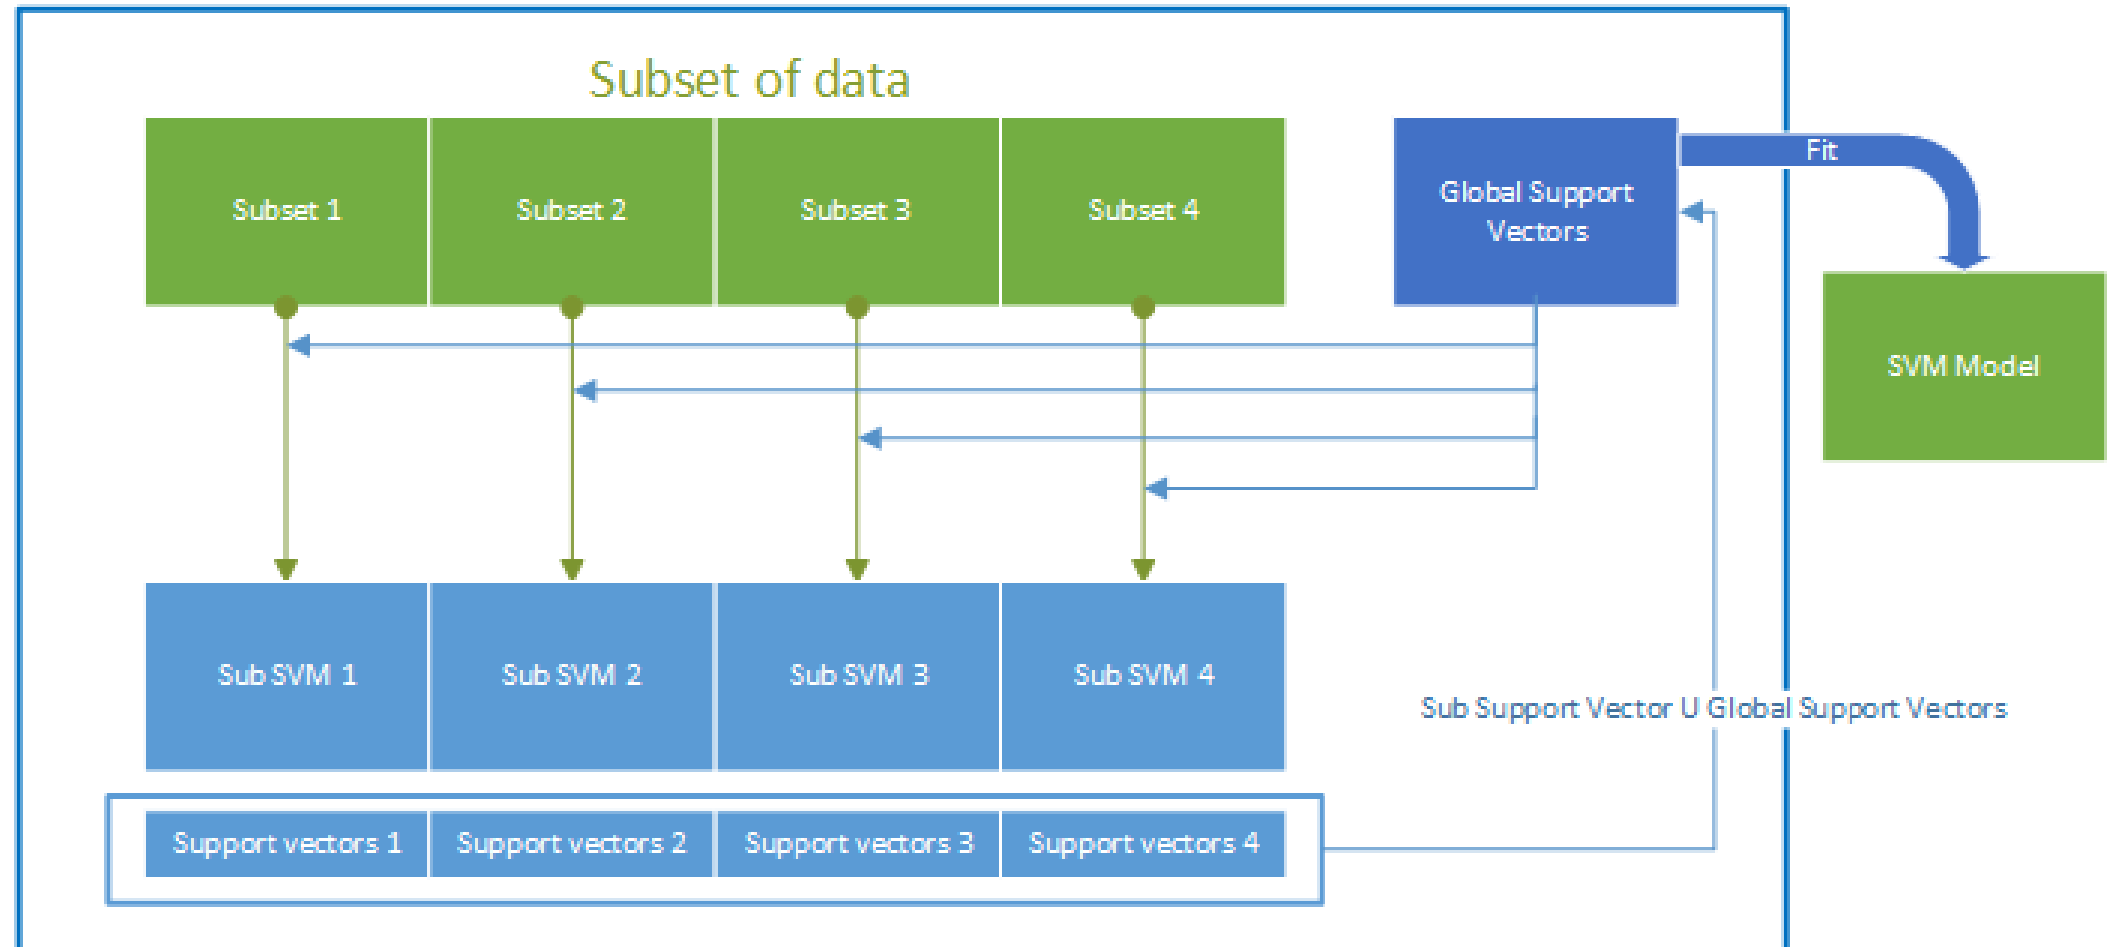 Subset of data
Subset 1
Subset 2
Subset 3
Subset 4
Global Support
Vectors
Fit
SVM Model
Sub SVM 1
Sub SVM 2
Sub SVM 3
Sub SVM 4
Sub Support Vector U Global Support Vectors
Support vectors 1
Support vectors 2
Support vectors 3
Support vectors 4